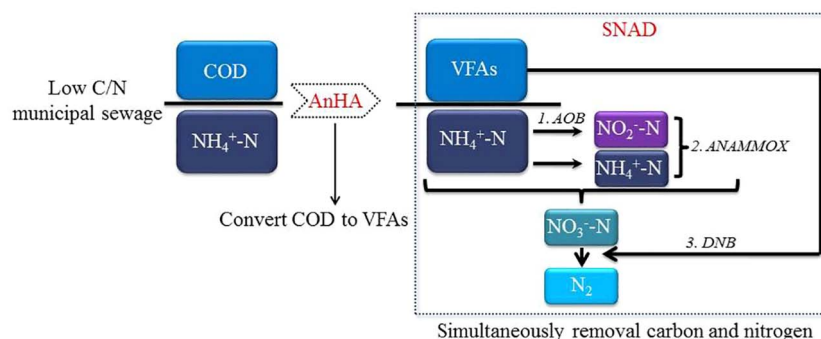 SNAD
COD
VFAs
Low C/N
municipal sewage
AnHA
1. AOB
NH₄⁺-N
NH₄⁺-N
NO₂⁻-N
2. ANAMMOX
NH₄⁺-N
Convert COD to VFAs
NO₃⁻-N
3. DNB
N₂
Simultaneously removal carbon and nitrogen